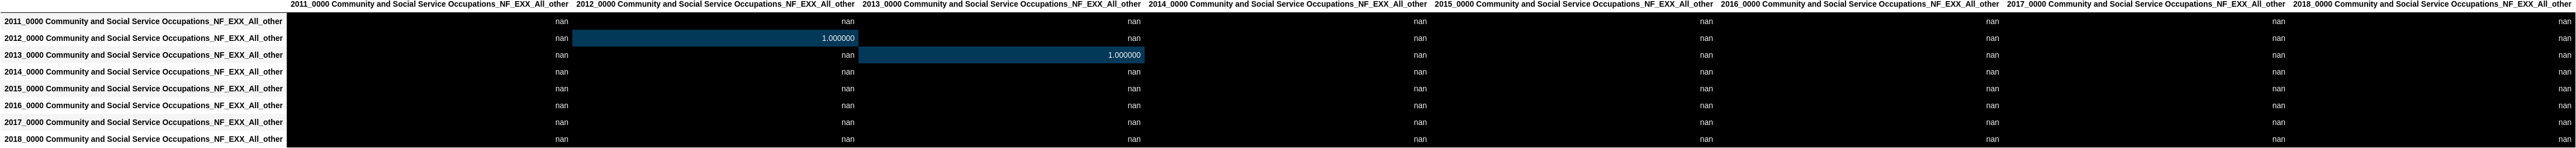 2011_0000 Community and Social Service Occupations_NF_EXX_All_other 2012_0000 Community and Social Service Occupations_NF_EXX_All_other 2013_0000 Community and Social Service Occupations_NF_EXX_All_other 2014_0000 Community and Social Service Occupations_NF_EXX_All_other 2015_0000 Community and Social Service Occupations_NF_EXX_All_other 2016_0000 Community and Social Service Occupations_NF_EXX_All_other 2017_0000 Community and Social Service Occupations_NF_EXX_All_other 2018_0000 Community and Social Service Occupations_NF_EXX_All_other
2011_0000 Community and Social Service Occupations_NF_EXX_All_other nan nan nan nan nan nan nan nan
2012_0000 Community and Social Service Occupations_NF_EXX_All_other nan 1.000000 nan nan nan nan nan nan
2013_0000 Community and Social Service Occupations_NF_EXX_All_other nan nan 1.000000 nan nan nan nan nan
2014_0000 Community and Social Service Occupations_NF_EXX_All_other nan nan nan nan nan nan nan nan
2015_0000 Community and Social Service Occupations_NF_EXX_All_other nan nan nan nan nan nan nan nan
2016_0000 Community and Social Service Occupations_NF_EXX_All_other nan nan nan nan nan nan nan nan
2017_0000 Community and Social Service Occupations_NF_EXX_All_other nan nan nan nan nan nan nan nan
2018_0000 Community and Social Service Occupations_NF_EXX_All_other nan nan nan nan nan nan nan nan